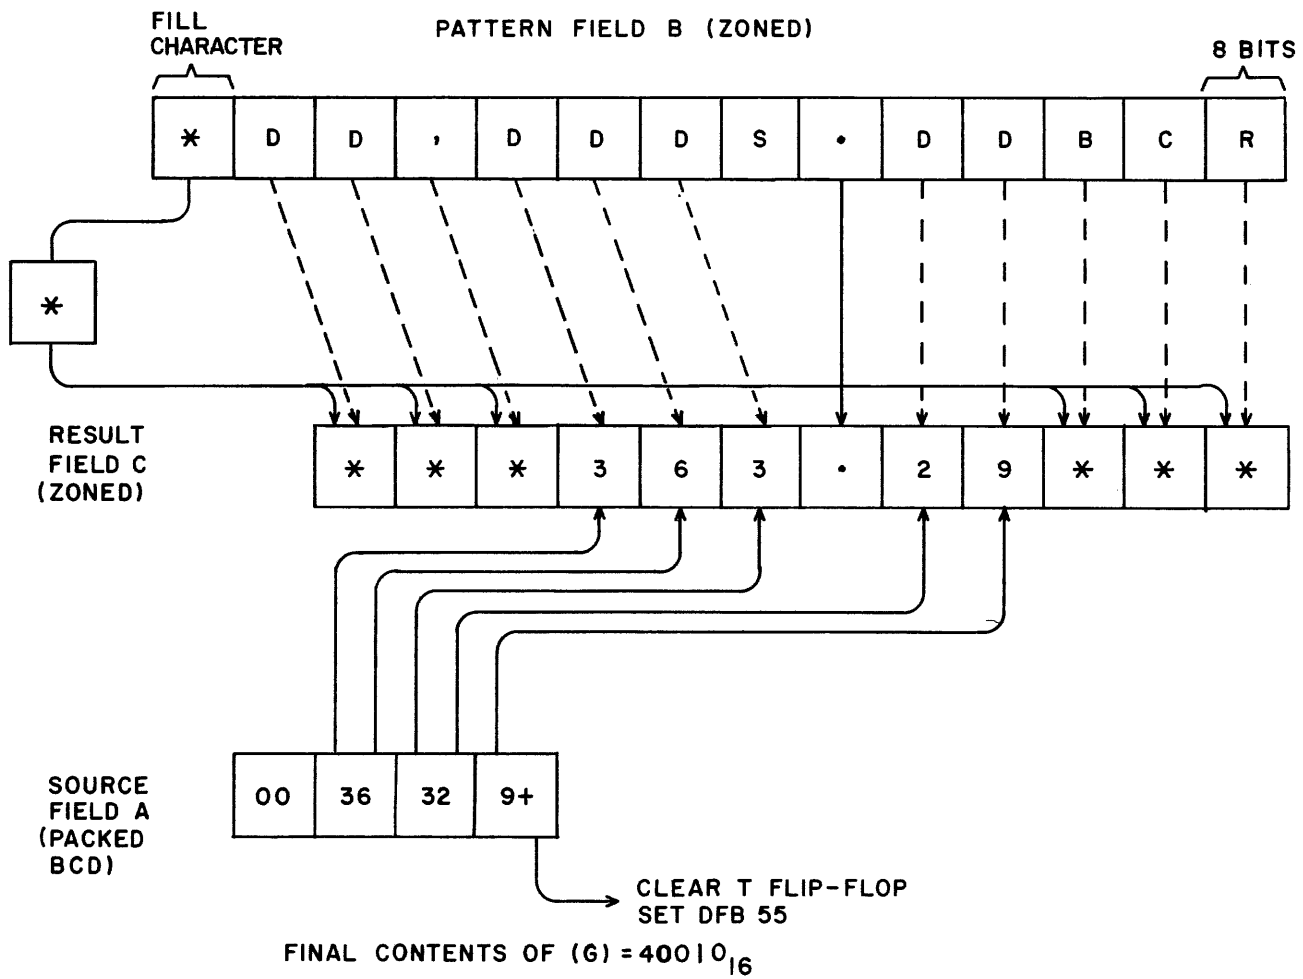 FILL
CHARACTER
PATTERN FIELD B (ZONED)
8 BITS
* D D , D D D S . D D B C R
*
RESULT
FIELD C
(ZONED)
* * * 3 6 3 . 2 9 * * *
SOURCE
FIELD A
(PACKED
BCD)
00 36 32 9+
CLEAR T FLIP-FLOP
SET DFB 55
FINAL CONTENTS OF (G) = 40010₁₆